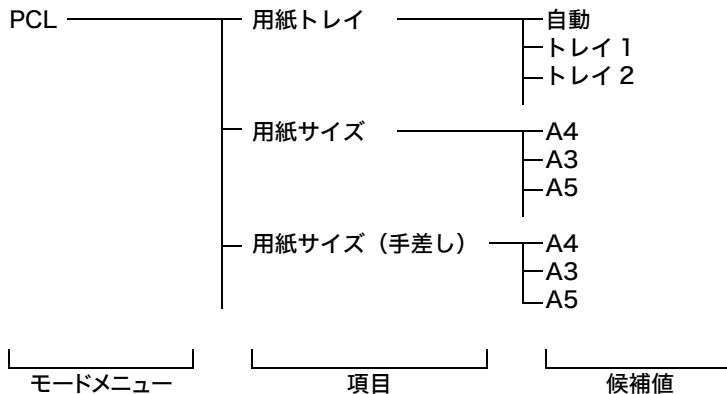 PCL 用紙トレイ 自動
トレイ 1
トレイ 2
用紙サイズ A4
A3
A5
用紙サイズ（手差し） A4
A3
A5
モードメニュー 項目 候補値